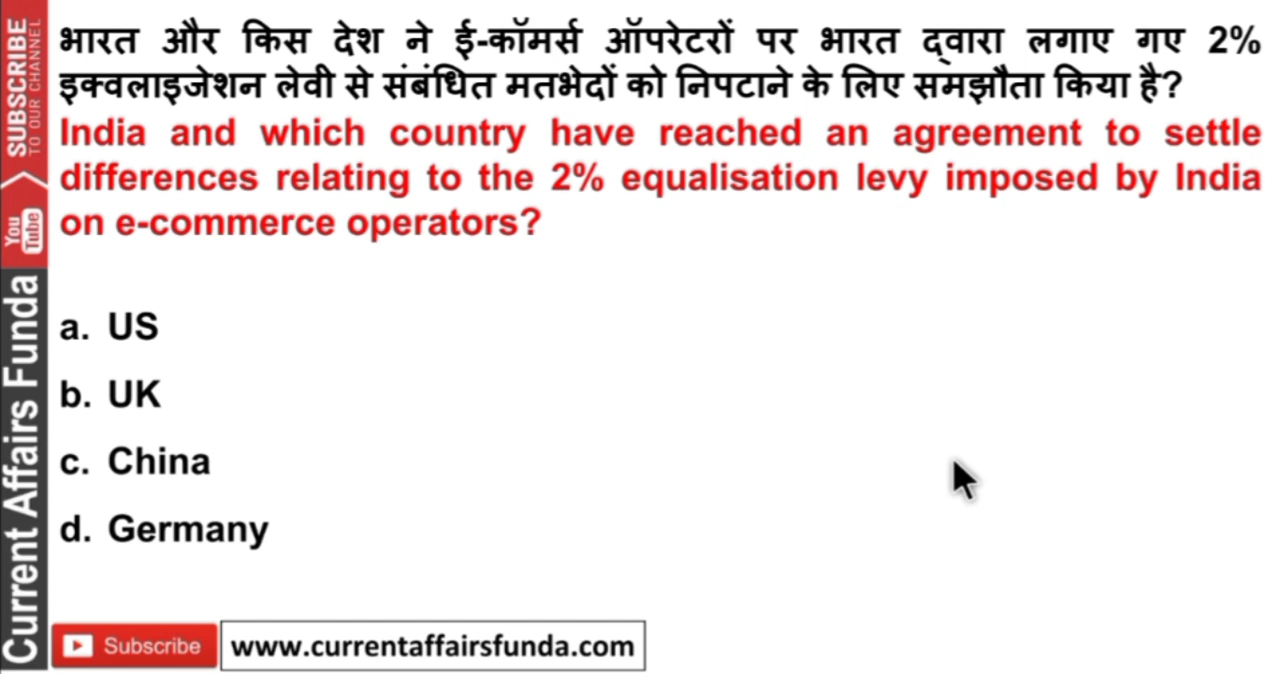 भारत और किस देश ने ई-कॉमर्स ऑपरेटरों पर भारत द्वारा लगाए गए 2%
इक्वलाइजेशन लेवी से संबंधित मतभेदों को निपटाने के लिए समझौता किया है?
India and which country have reached an agreement to settle
differences relating to the 2% equalisation levy imposed by India
on e-commerce operators?
a. US
b. UK
c. China
d. Germany
Subscribe
www.currentaffairsfunda.com
SUBSCRIBE
TO OUR CHANNEL
You
Tube
Current Affairs Funda